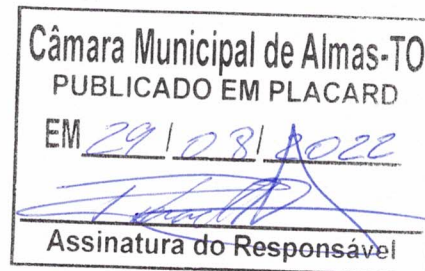 Câmara Municipal de Almas-TO
PUBLICADO EM PLACARD
EM 29/08/2022
Assinatura do Responsável